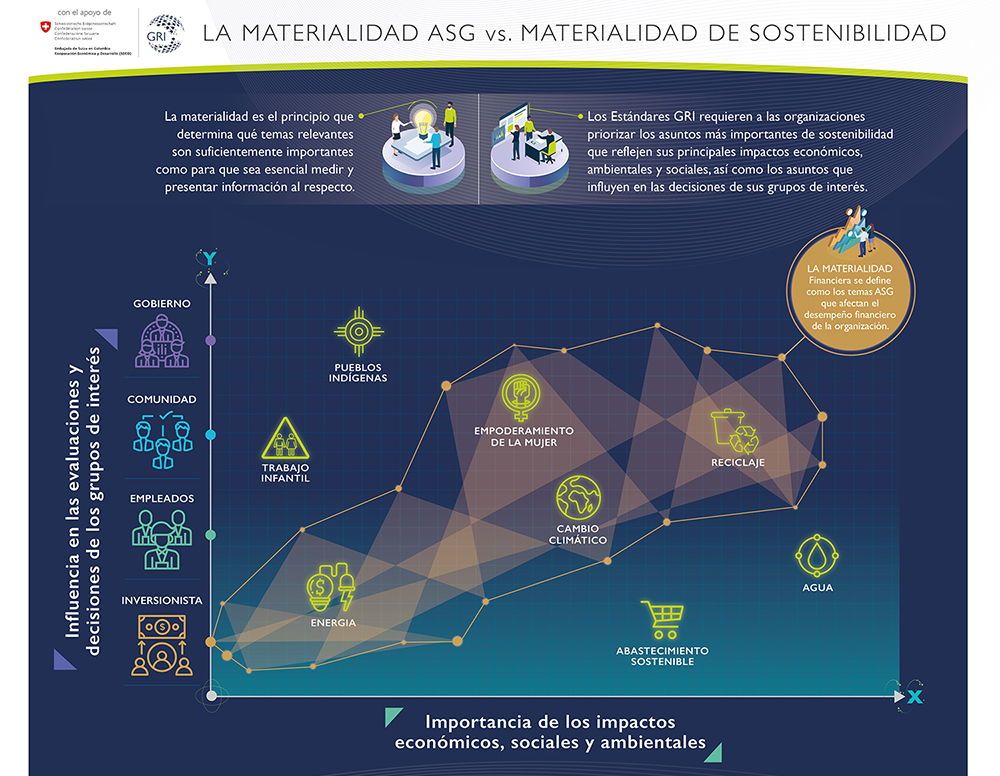 con el apoyo de
Schweizerische Eidgenossenschaft
Confédération suisse
Confederazione Svizzera
Confederaziun svizra
Embajada de Suiza en Colombia
Cooperación Económica y Desarrollo (SECO)
GRI
LA MATERIALIDAD ASG vs. MATERIALIDAD DE SOSTENIBILIDAD
La materialidad es el principio que
determina qué temas relevantes
son suficientemente importantes
como para que sea esencial medir y
presentar información al respecto.
Los Estándares GRI requieren a las organizaciones
priorizar los asuntos más importantes de sostenibilidad
que reflejen sus principales impactos económicos,
ambientales y sociales, así como los asuntos que
influyen en las decisiones de sus grupos de interés.
LA MATERIALIDAD
Financiera se define
como los temas ASG
que afectan el
desempeño financiero
de la organización.
Y
Influencia en las evaluaciones y
decisiones de los grupos de interés
GOBIERNO
COMUNIDAD
EMPLEADOS
INVERSIONISTA
PUEBLOS
INDÍGENAS
TRABAJO
INFANTIL
EMPODERAMIENTO
DE LA MUJER
RECICLAJE
CAMBIO
CLIMÁTICO
AGUA
ENERGIA
ABASTECIMIENTO
SOSTENIBLE
X
Importancia de los impactos
económicos, sociales y ambientales